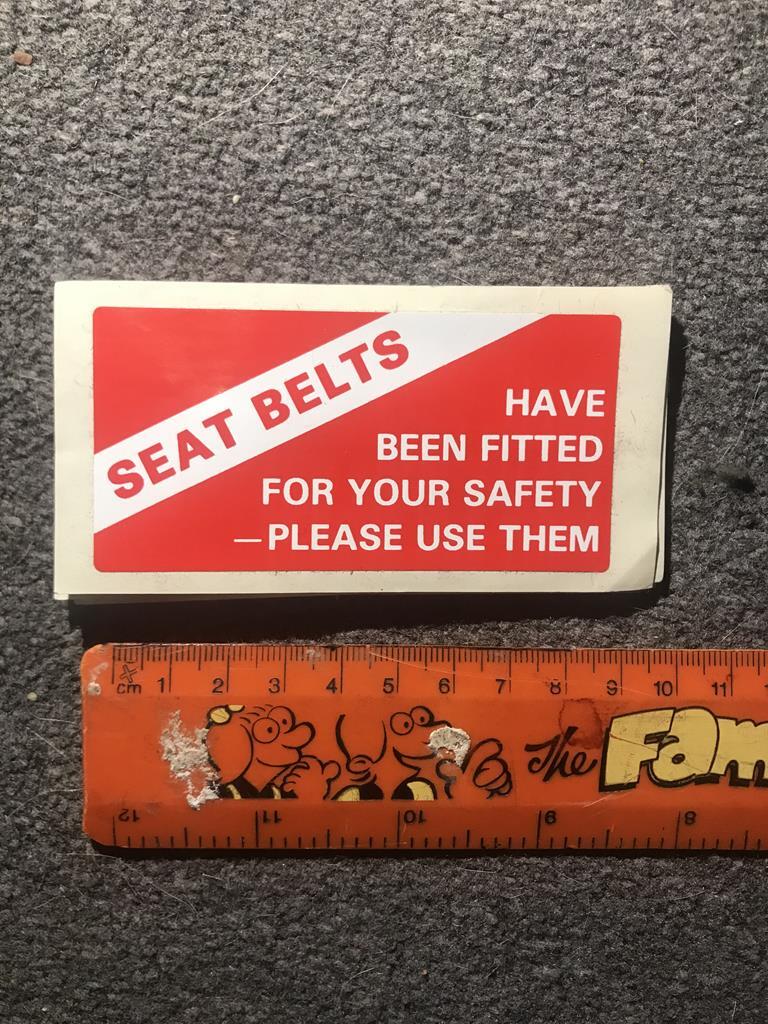 SEAT BELTS
HAVE
BEEN FITTED
FOR YOUR SAFETY
—PLEASE USE THEM
cm 1 2 3 4 5 6 7 8 9 10 11
The Fam
12 11 10 9 8